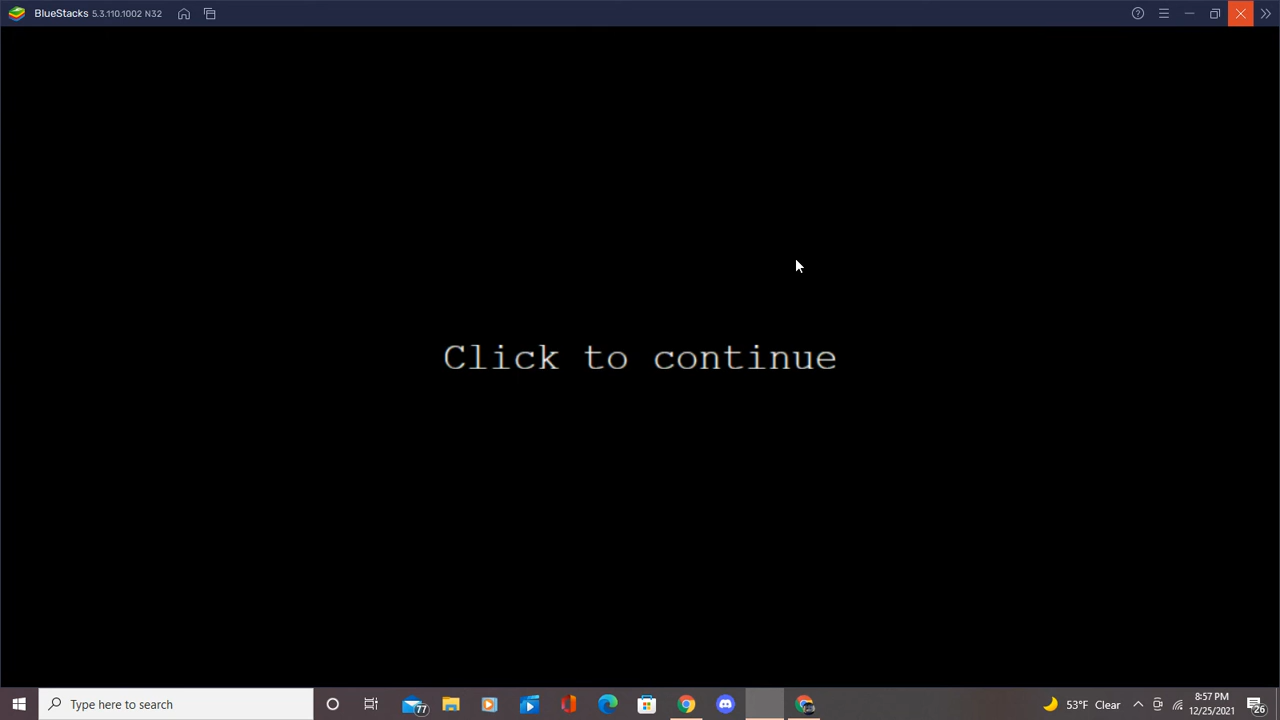 BlueStacks 5.3.110.1002 N32
Click to continue
Type here to search
77
53°F Clear
8:57 PM
12/25/2021
26